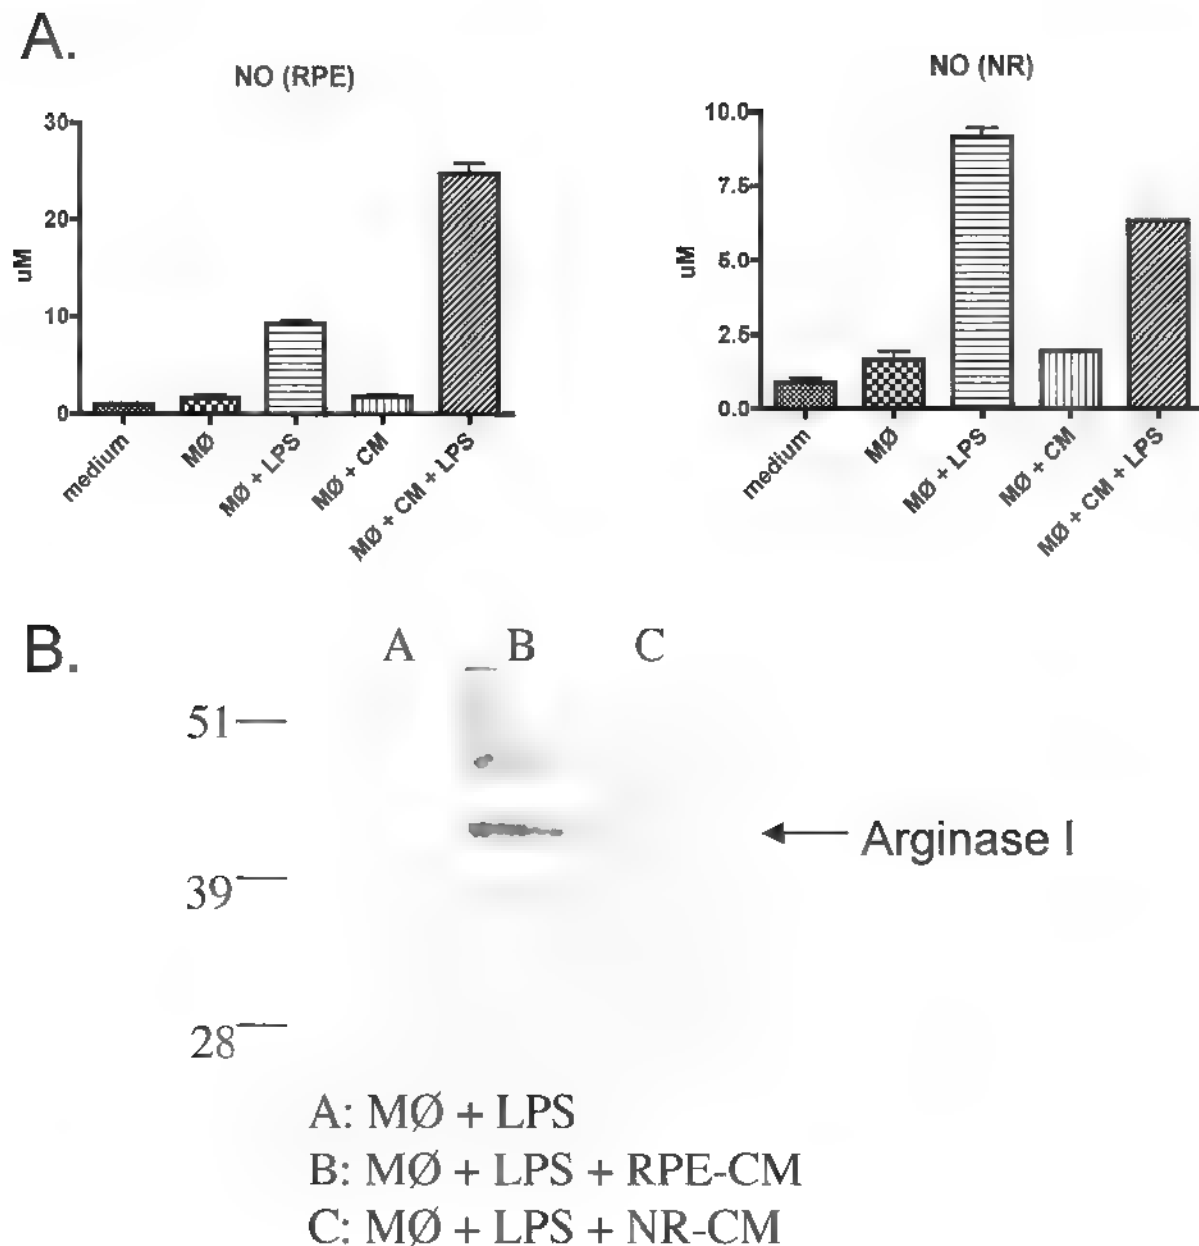 A.
NO (RPE)
30
20
10
0
uM
medium
MØ
MØ + LPS
MØ + CM
MØ + CM + LPS
NO (NR)
10.0
7.5
5.0
2.5
0.0
uM
medium
MØ
MØ + LPS
MØ + CM
MØ + CM + LPS
B.
A B C
51
39
28
Arginase I
A: MØ + LPS
B: MØ + LPS + RPE-CM
C: MØ + LPS + NR-CM